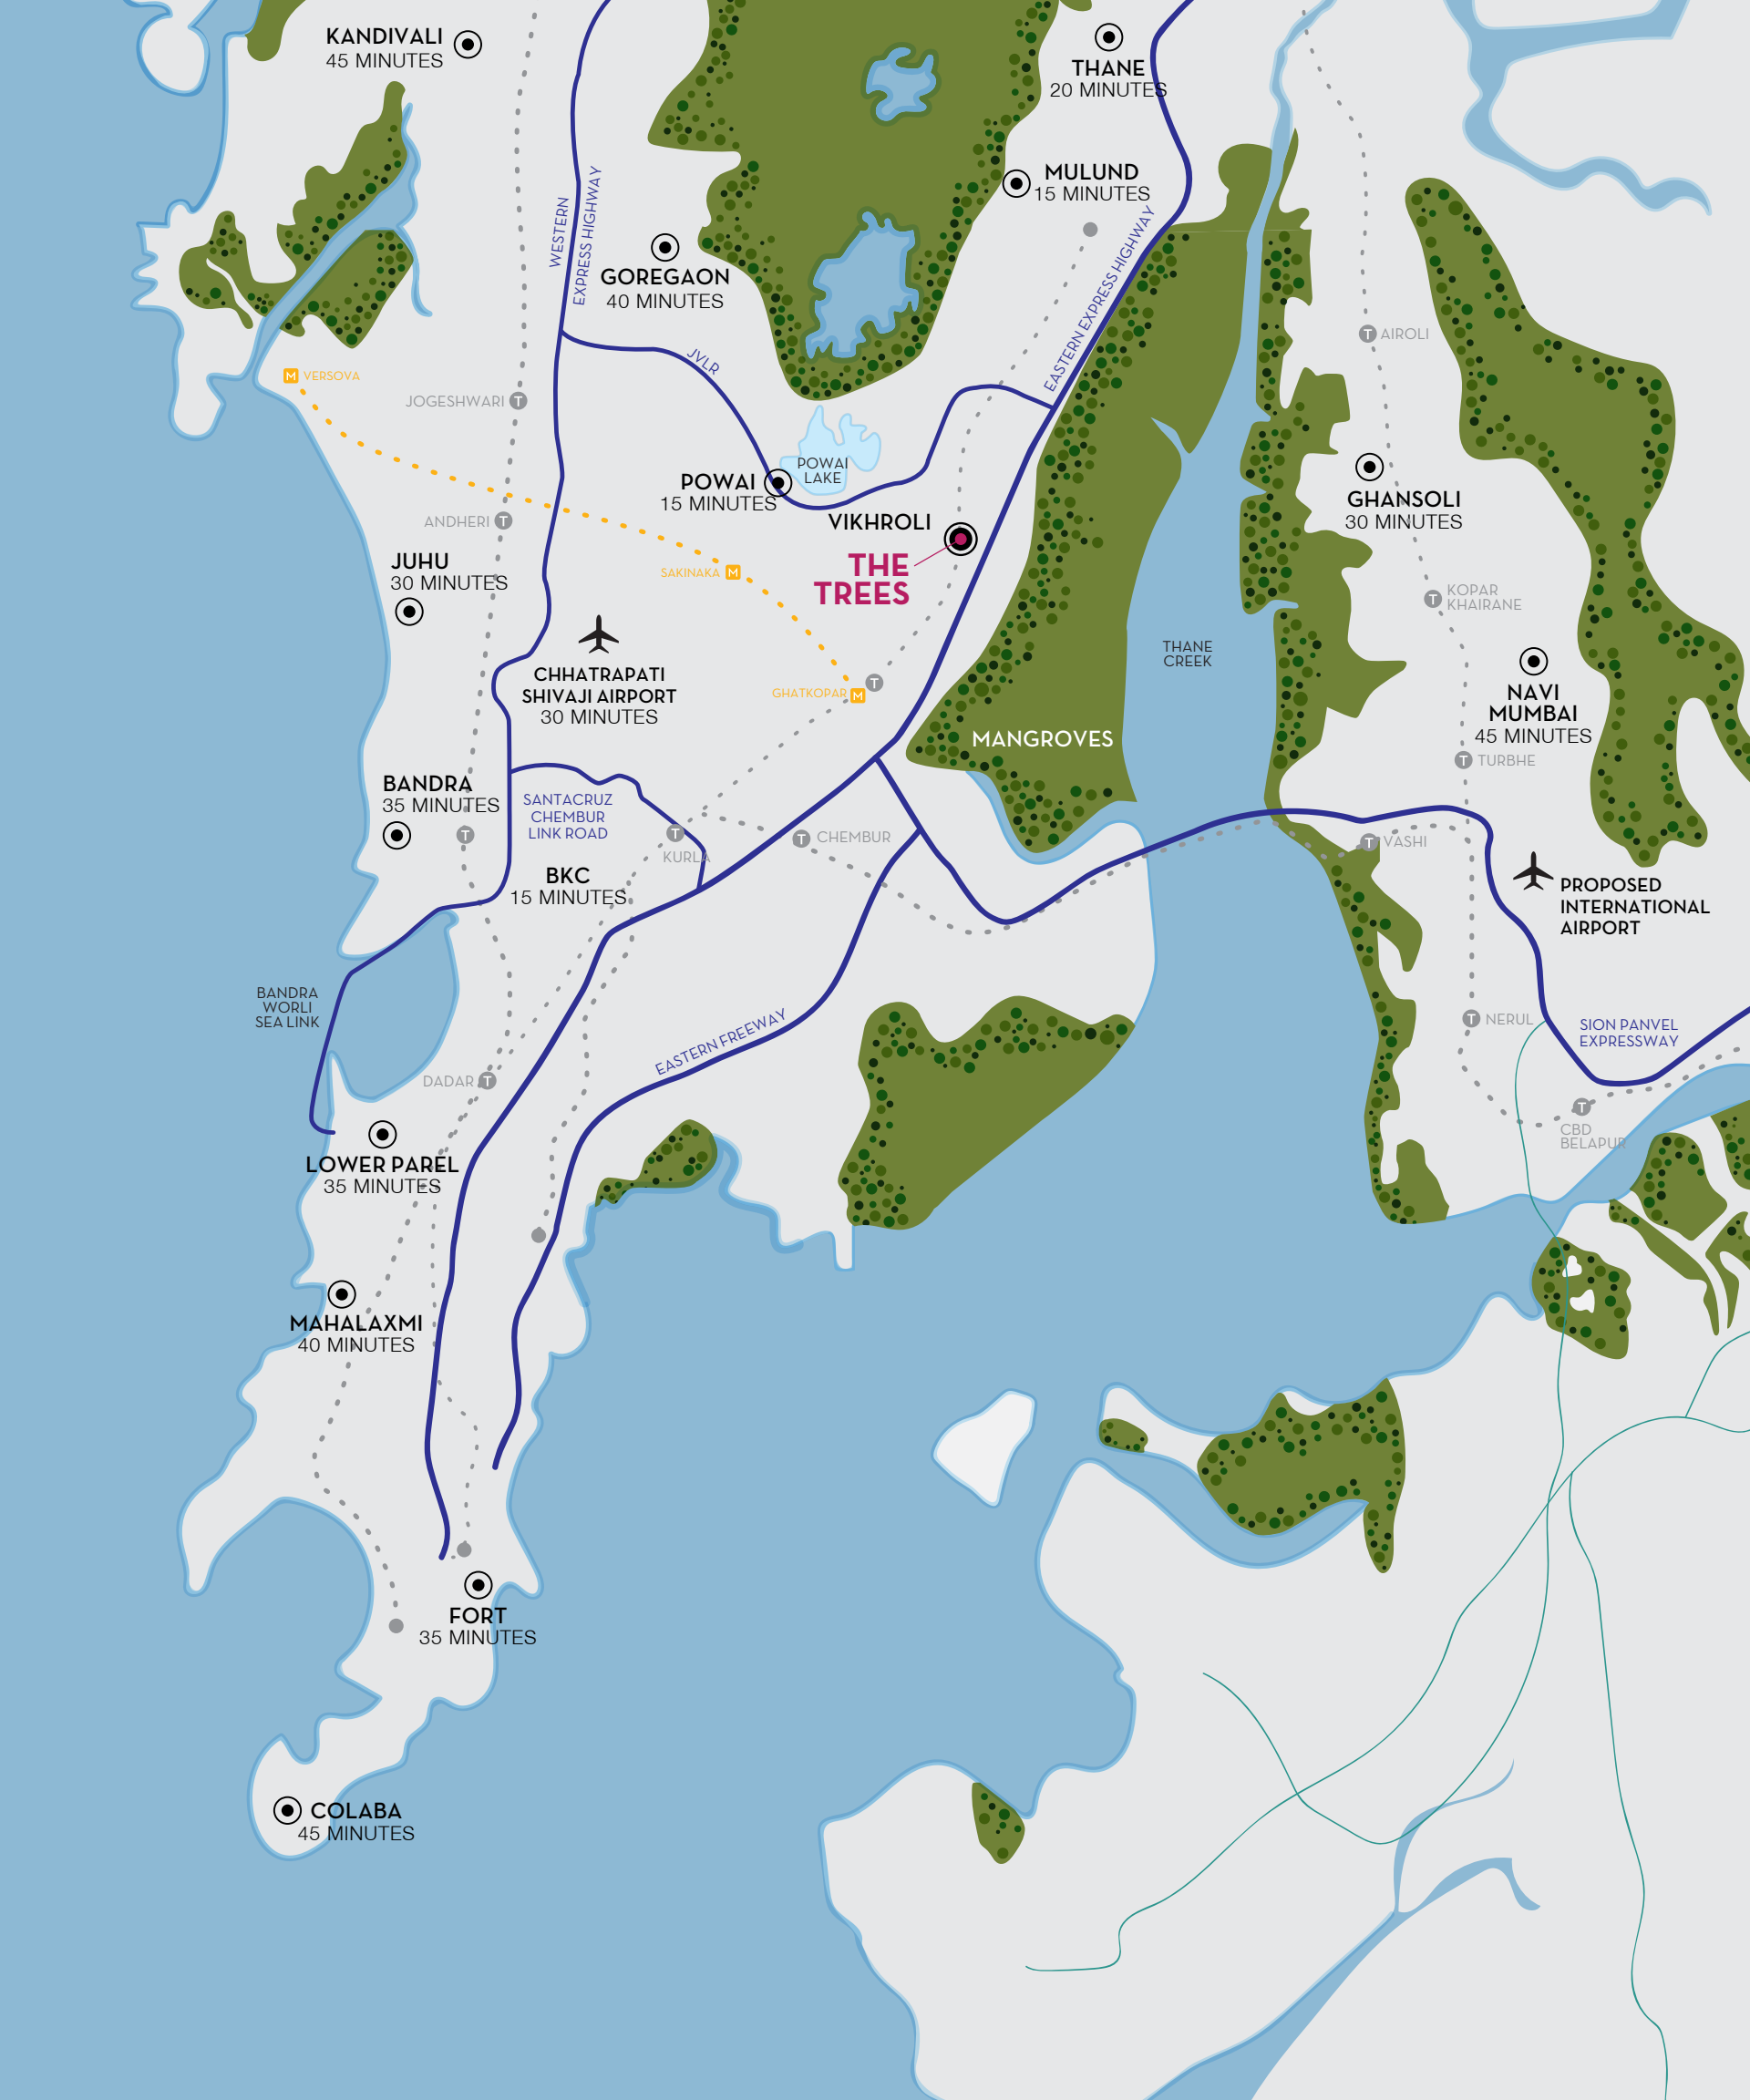 KANDIVALI
45 MINUTES
THANE
20 MINUTES
MULUND
15 MINUTES
WESTERN
EXPRESS HIGHWAY
GOREGAON
40 MINUTES
EASTERN EXPRESS HIGHWAY
T AIROLI
JVLR
M VERSOVA
JOGESHWARI T
POWAI
LAKE
POWAI
15 MINUTES
GHANSOLI
30 MINUTES
ANDHERI T
VIKHROLI
THE
TREES
JUHU
30 MINUTES
SAKINAKA M
T KOPAR
KHAIRANE
THANE
CREEK
CHHATRAPATI
SHIVAJI AIRPORT
30 MINUTES
GHATKOPAR M
T
NAVI
MUMBAI
45 MINUTES
MANGROVES
T TURBHE
BANDRA
35 MINUTES
T
SANTACRUZ
CHEMBUR
LINK ROAD
T
KURLA
T CHEMBUR
T VASHI
BKC
15 MINUTES
PROPOSED
INTERNATIONAL
AIRPORT
BANDRA
WORLI
SEA LINK
EASTERN FREEWAY
T NERUL
SION PANVEL
EXPRESSWAY
DADAR T
T
CBD
BELAPUR
LOWER PAREL
35 MINUTES
MAHALAXMI
40 MINUTES
FORT
35 MINUTES
COLABA
45 MINUTES